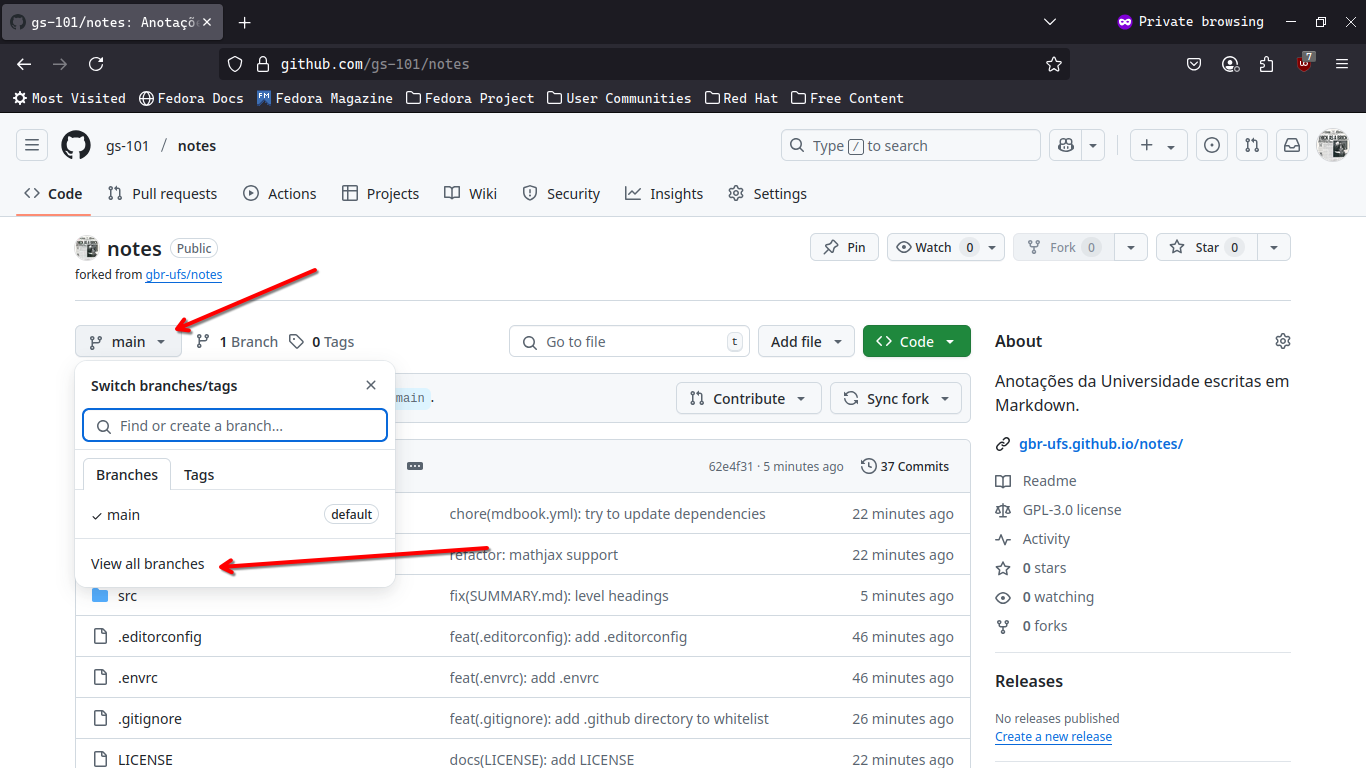 gs-101/notes: Anotaçõe
Private browsing
github.com/gs-101/notes
7
Most Visited
Fedora Docs
FM
Fedora Magazine
Fedora Project
User Communities
Red Hat
Free Content
gs-101 / notes
Type / to search
Code
Pull requests
Actions
Projects
Wiki
Security
Insights
Settings
notes
Public
Pin
Watch 0
Fork 0
Star 0
forked from gbr-ufs/notes
main
1 Branch
0 Tags
Go to file
t
Add file
Code
Switch branches/tags
Find or create a branch...
Branches
Tags
main
default
View all branches
main .
Contribute
Sync fork
62e4f31 · 5 minutes ago
37 Commits
chore(mdbook.yml): try to update dependencies
22 minutes ago
refactor: mathjax support
22 minutes ago
src
fix(SUMMARY.md): level headings
5 minutes ago
.editorconfig
feat(.editorconfig): add .editorconfig
46 minutes ago
.envrc
feat(.envrc): add .envrc
46 minutes ago
.gitignore
feat(.gitignore): add .github directory to whitelist
26 minutes ago
LICENSE
docs(LICENSE): add LICENSE
22 minutes ago
About
Anotações da Universidade escritas em
Markdown.
gbr-ufs.github.io/notes/
Readme
GPL-3.0 license
Activity
0 stars
0 watching
0 forks
Releases
No releases published
Create a new release